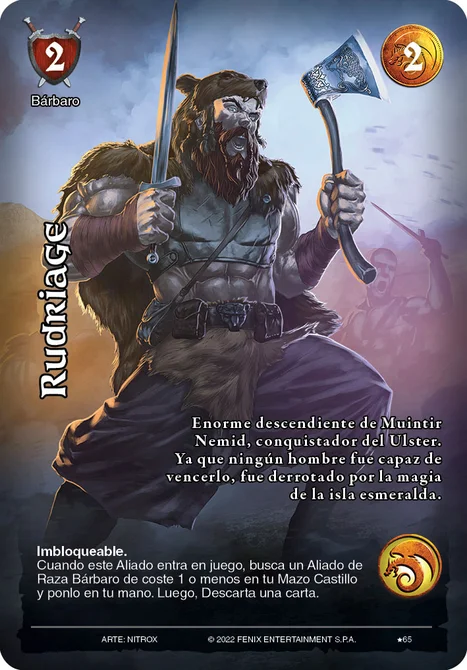 2
2
Bárbaro
Rudriage
Enorme descendiente de Muintir
Nemid, conquistador del Ulster.
Ya que ningún hombre fue capaz de
vencerlo, fue derrotado por la magia
de la isla esmeralda.
Imbloqueable.
Cuando este Aliado entra en juego, busca un Aliado de
Raza Bárbaro de coste 1 o menos en tu Mazo Castillo
y ponlo en tu mano. Luego, Descarta una carta.
ARTE: NITROX © 2022 FENIX ENTERTAINMENT S.P.A. ★65